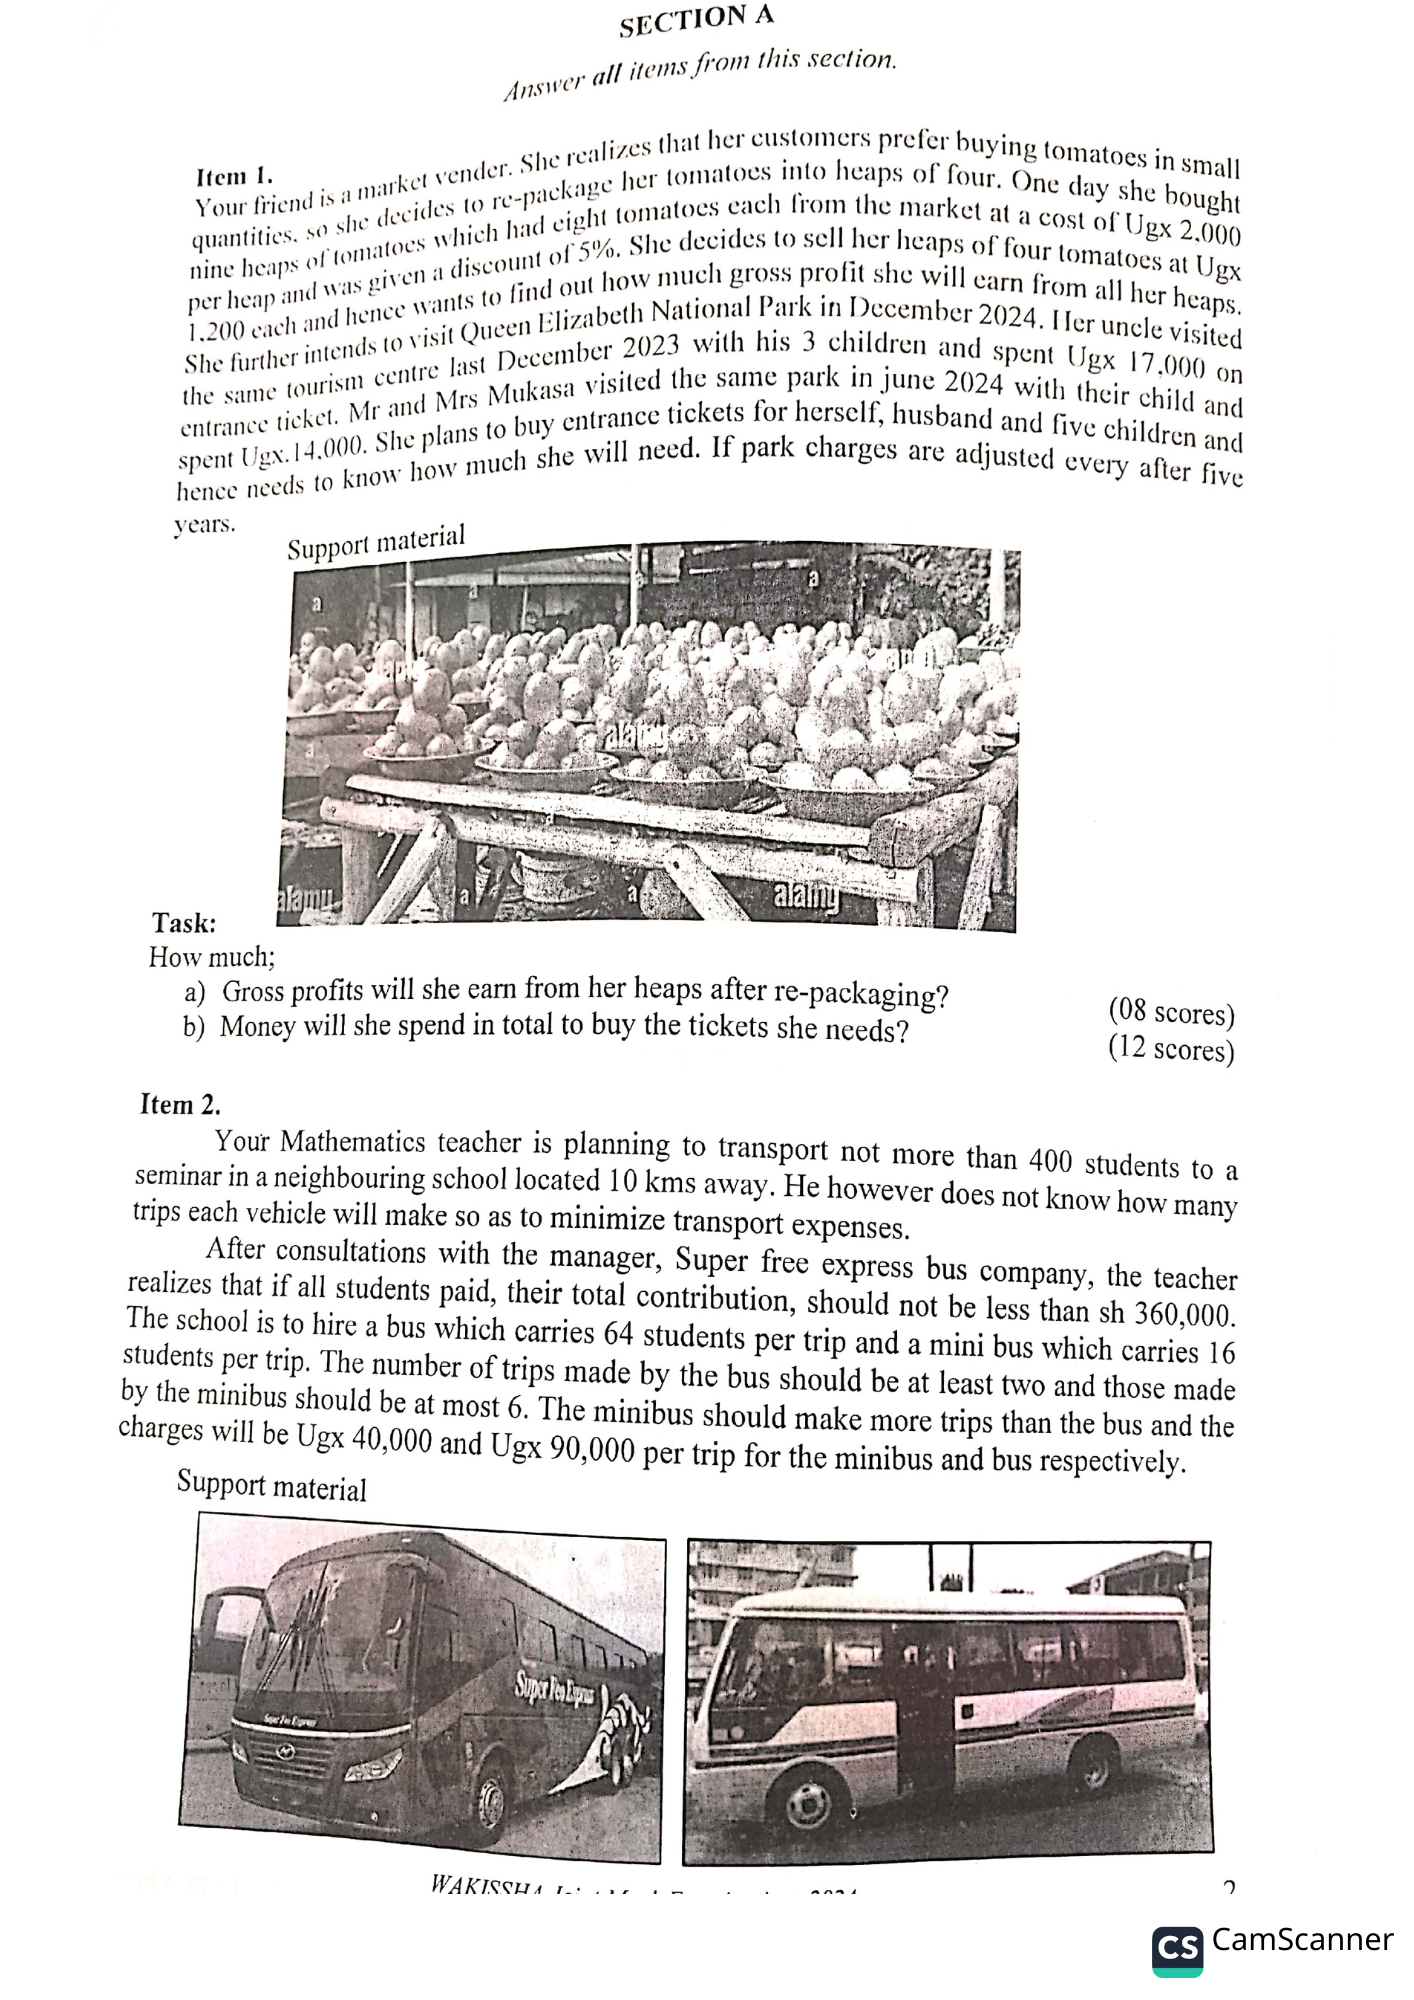 SECTION A
Answer all items from this section.
Item 1.
Your friend is a market vender. She realizes that her customers prefer buying tomatoes in small
quantities, so she decides to re-package her tomatoes into heaps of four. One day she bought
nine heaps of tomatoes which had eight tomatoes each from the market at a cost of Ugx 2,000
per heap and was given a discount of 5%. She decides to sell her heaps of four tomatoes at Ugx
1,200 each and hence wants to find out how much gross profit she will earn from all her heaps.
She further intends to visit Queen Elizabeth National Park in December 2024. Her uncle visited
the same tourism centre last December 2023 with his 3 children and spent Ugx 17,000 on
entrance ticket. Mr and Mrs Mukasa visited the same park in june 2024 with their child and
spent Ugx.14,000. She plans to buy entrance tickets for herself, husband and five children and
hence needs to know how much she will need. If park charges are adjusted every after five
years.
Support material
a
a
a
alamy
a
a
alamy
a
a
alamy
Task:
How much;
a) Gross profits will she earn from her heaps after re-packaging? (08 scores)
b) Money will she spend in total to buy the tickets she needs? (12 scores)
Item 2.
Your Mathematics teacher is planning to transport not more than 400 students to a
seminar in a neighbouring school located 10 kms away. He however does not know how many
trips each vehicle will make so as to minimize transport expenses.
After consultations with the manager, Super free express bus company, the teacher
realizes that if all students paid, their total contribution, should not be less than sh 360,000.
The school is to hire a bus which carries 64 students per trip and a mini bus which carries 16
students per trip. The number of trips made by the bus should be at least two and those made
by the minibus should be at most 6. The minibus should make more trips than the bus and the
charges will be Ugx 40,000 and Ugx 90,000 per trip for the minibus and bus respectively.
Support material
Super
Express
WAKISSHA
2
CS CamScanner